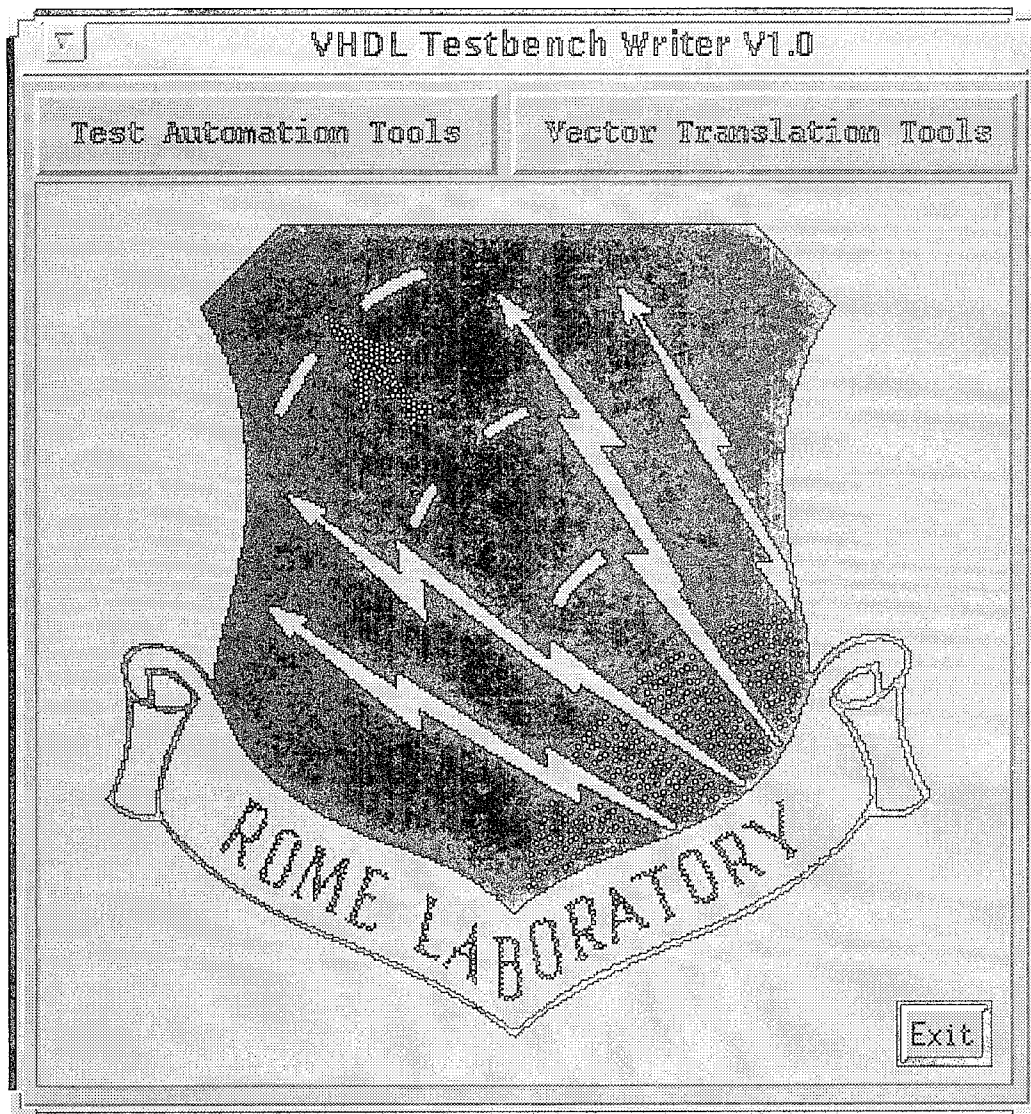 VHDL Testbench Writer V1.0
Test Automation Tools
Vector Translation Tools
ROME LABORATORY
Exit